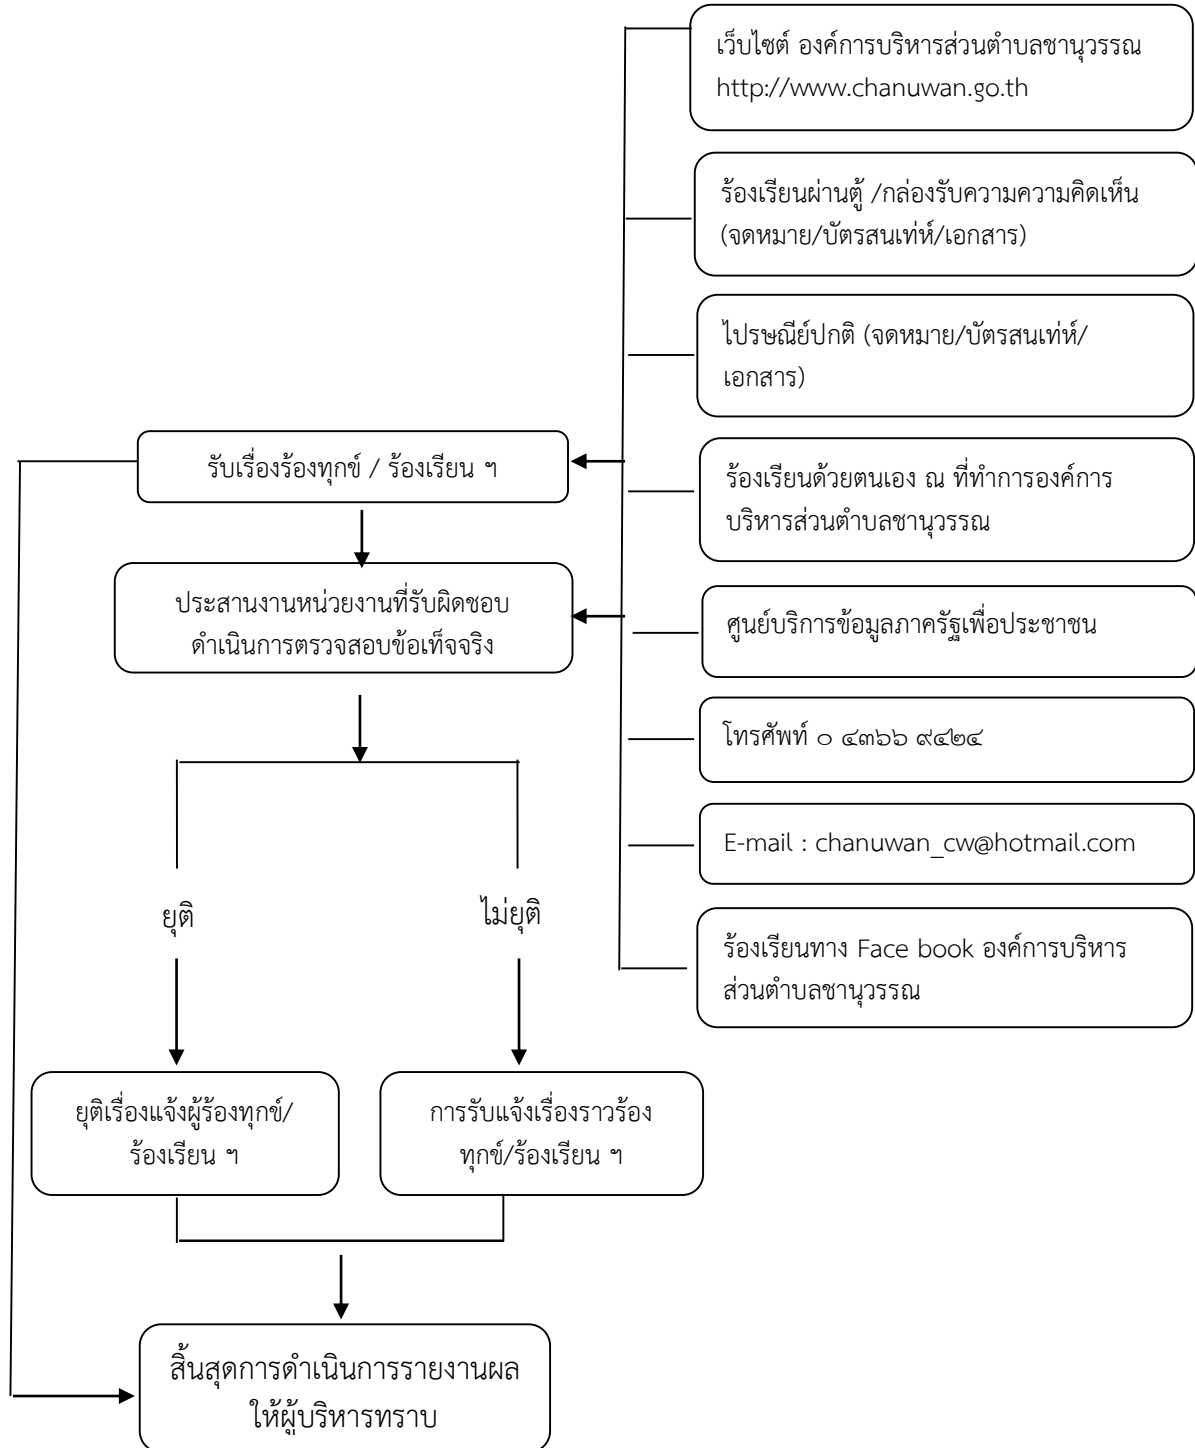 เว็บไซต์ องค์การบริหารส่วนตำบลชานุวรรณ
http://www.chanuwan.go.th
ร้องเรียนผ่านตู้ /กล่องรับความความคิดเห็น
(จดหมาย/บัตรสนเท่ห์/เอกสาร)
ไปรษณีย์ปกติ (จดหมาย/บัตรสนเท่ห์/
เอกสาร)
รับเรื่องร้องทุกข์ / ร้องเรียน ฯ
ร้องเรียนด้วยตนเอง ณ ที่ทำการองค์การ
บริหารส่วนตำบลชานุวรรณ
ประสานงานหน่วยงานที่รับผิดชอบ
ดำเนินการตรวจสอบข้อเท็จจริง
ศูนย์บริการข้อมูลภาครัฐเพื่อประชาชน
โทรศัพท์ ๐ ๔๓๖๖ ๙๔๒๔
E-mail : chanuwan_cw@hotmail.com
ยุติ
ไม่ยุติ
ร้องเรียนทาง Face book องค์การบริหาร
ส่วนตำบลชานุวรรณ
ยุติเรื่องแจ้งผู้ร้องทุกข์/
ร้องเรียน ฯ
การรับแจ้งเรื่องราวร้อง
ทุกข์/ร้องเรียน ฯ
สิ้นสุดการดำเนินการรายงานผล
ให้ผู้บริหารทราบ